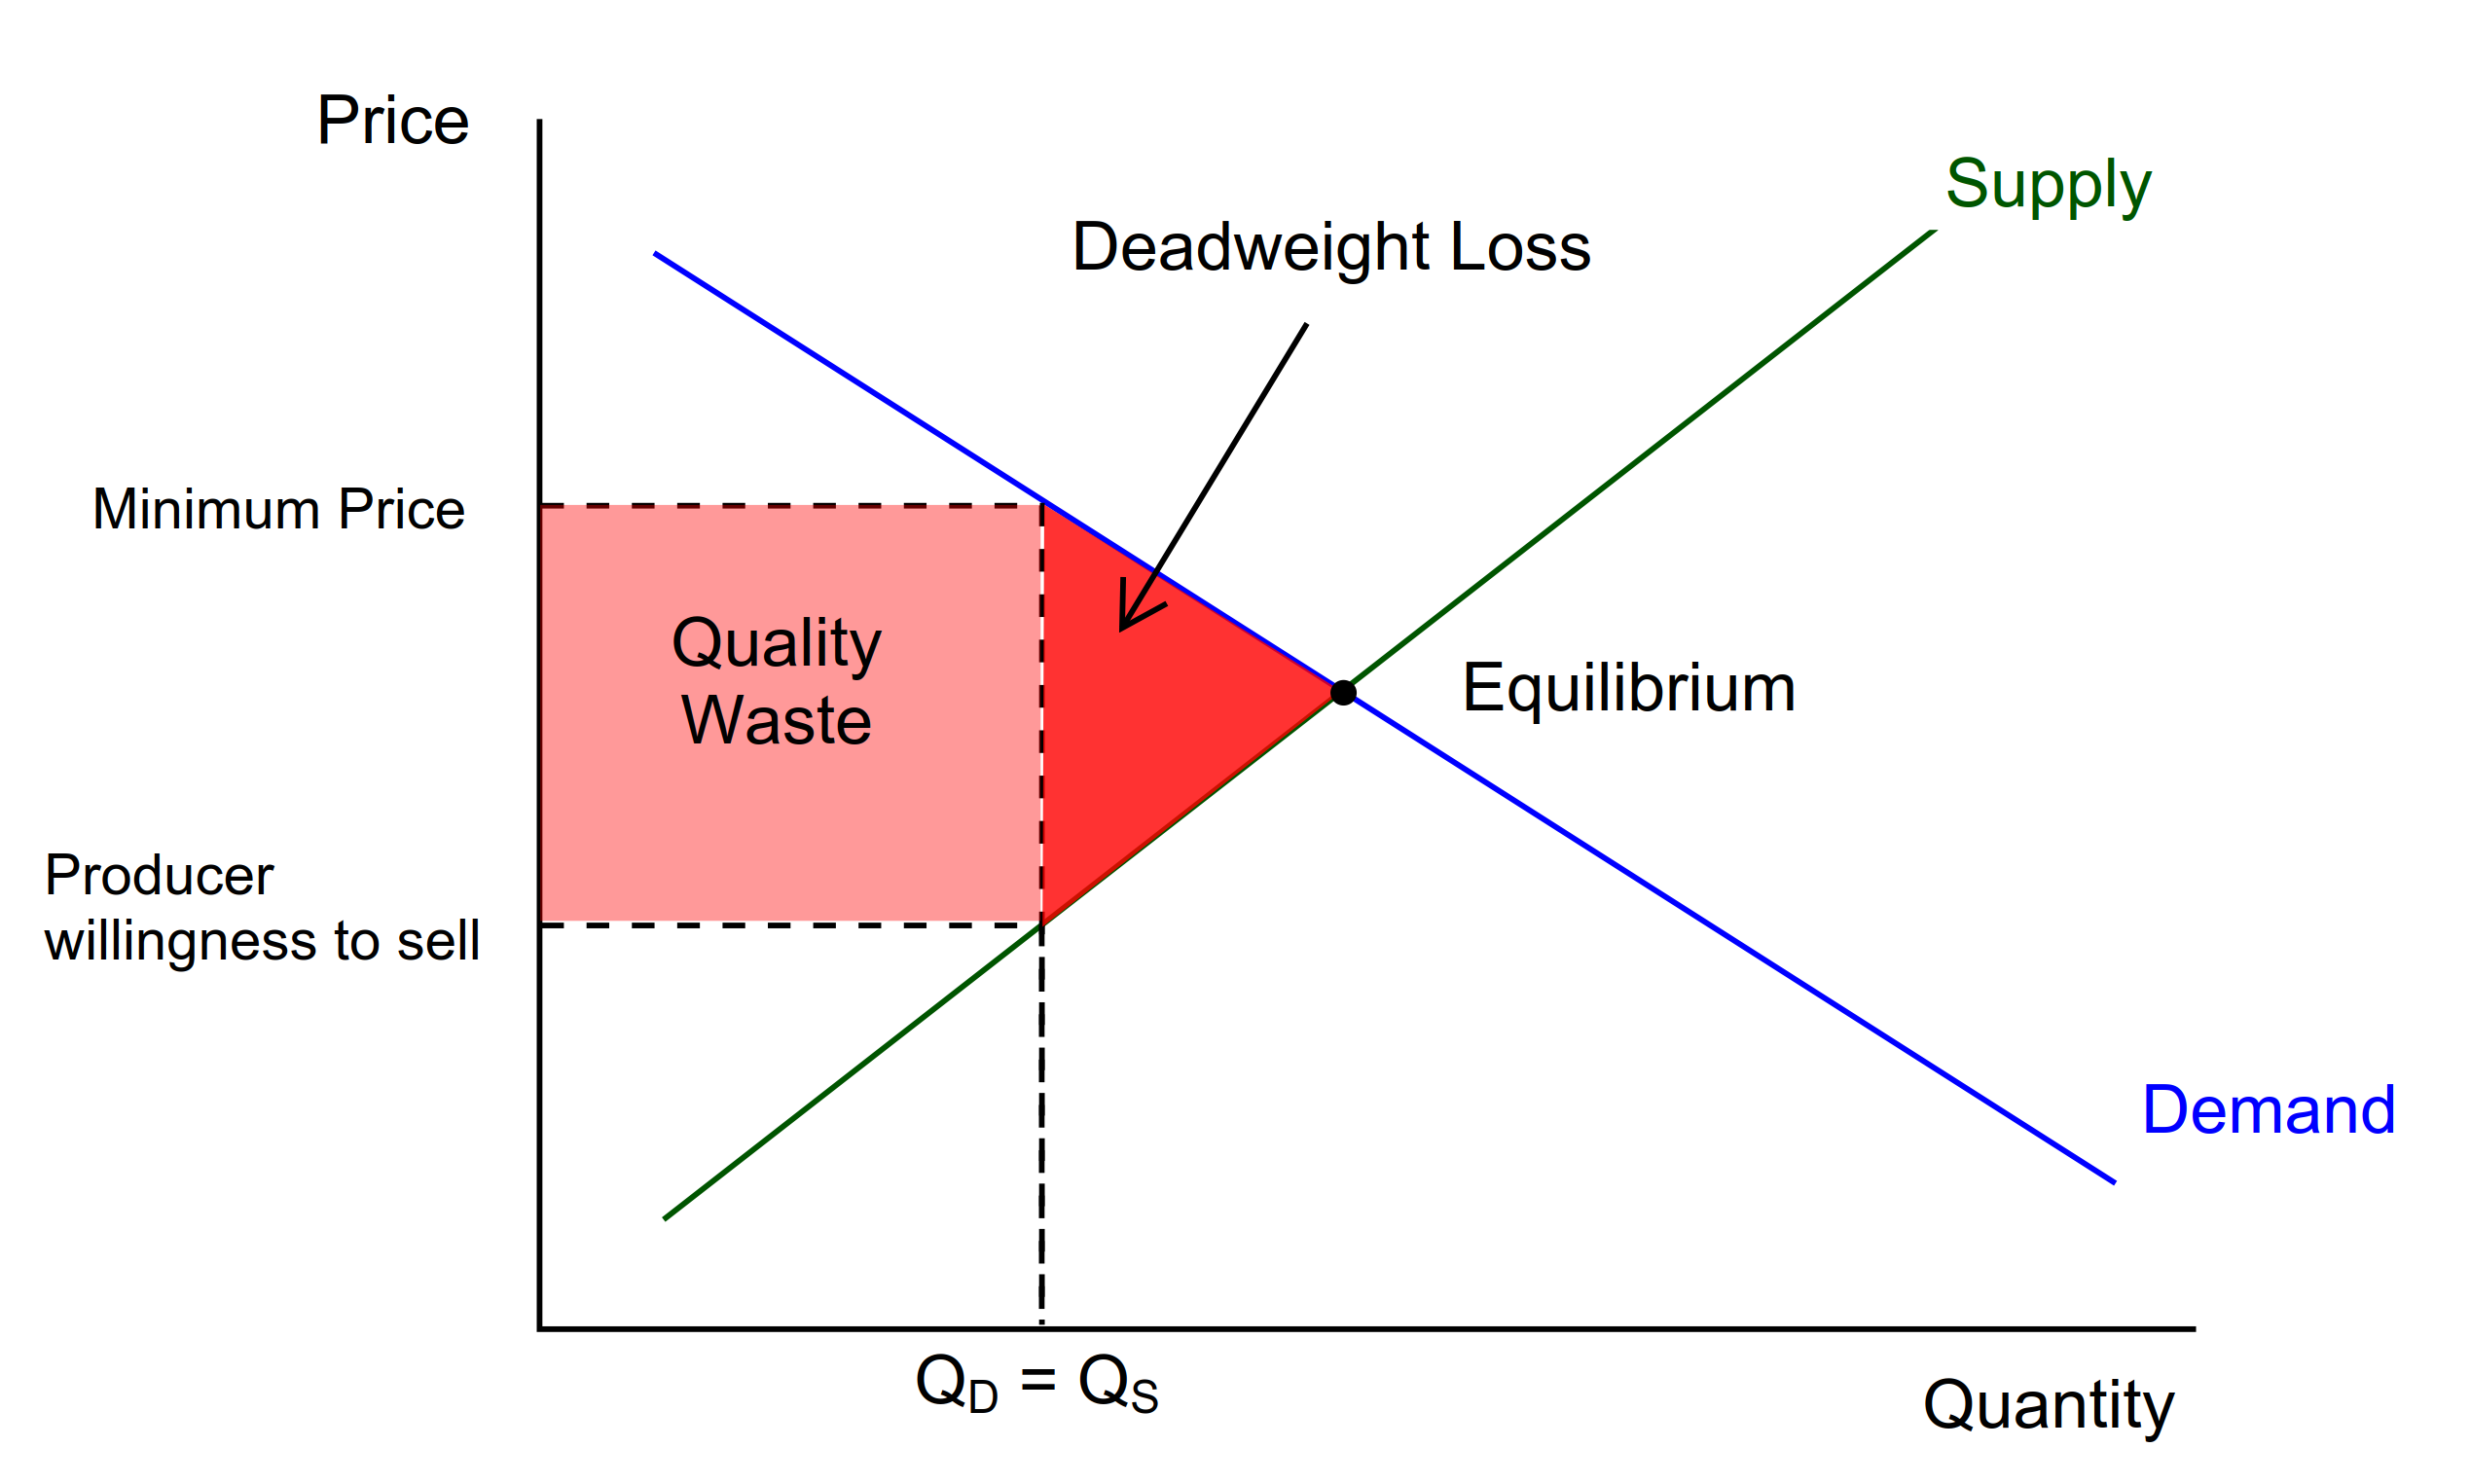 Price
Supply
Deadweight Loss
Minimum Price
Quality
Waste
Equilibrium
Producer
willingness to sell
Demand
QD = QS
Quantity